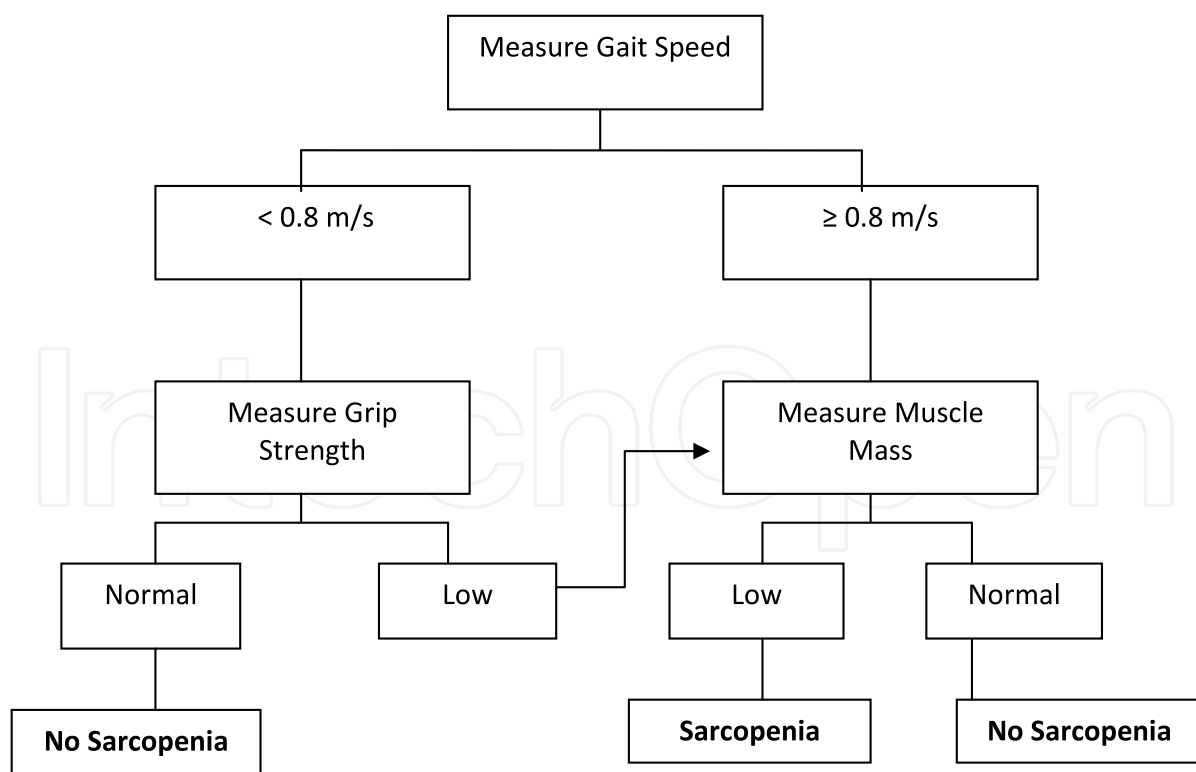 Measure Gait Speed
< 0.8 m/s
≥ 0.8 m/s
Measure Grip
Strength
Measure Muscle
Mass
Normal
Low
Low
Normal
No Sarcopenia
Sarcopenia
No Sarcopenia
IntechOpen